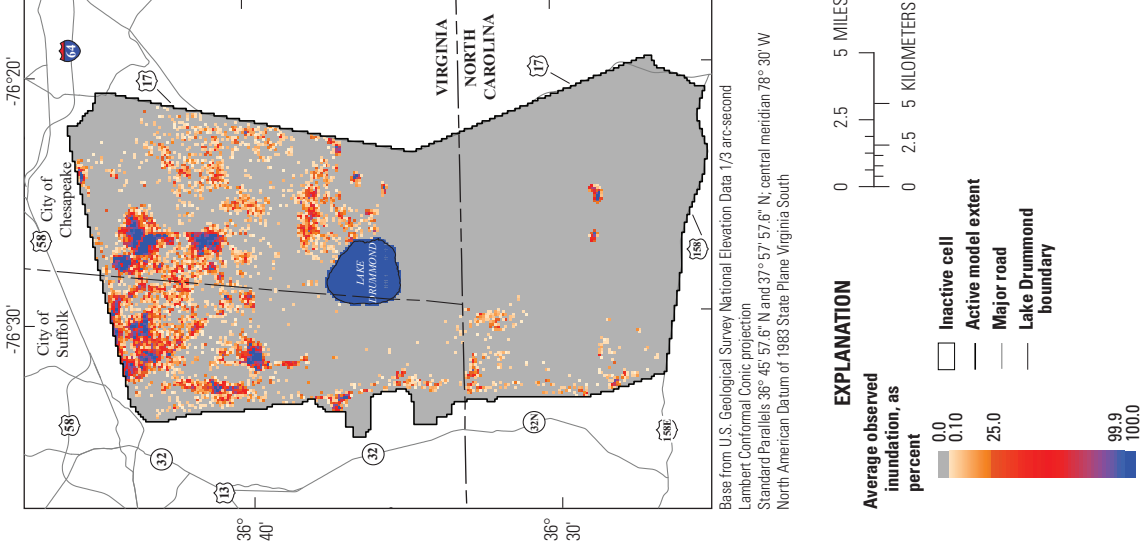 -76°30'
-76°20'
36°
40'
36°
30'
58
City of
Suffolk
58
City of
Chesapeake
64
17
32
13
LAKE
DRUMMOND
32
VIRGINIA
NORTH
CAROLINA
32N
17
158E
158
Base from U.S. Geological Survey National Elevation Data 1/3 arc-second
Lambert Conformal Conic projection
Standard Parallels 36° 45' 57.6" N and 37° 57' 57.6" N; central meridian 78° 30' W
North American Datum of 1983 State Plane Virginia South
0 2.5 5 MILES
0 2.5 5 KILOMETERS
EXPLANATION
Average observed
inundation, as
percent
0.0
0.10
25.0
99.9
100.0
Inactive cell
Active model extent
Major road
Lake Drummond
boundary